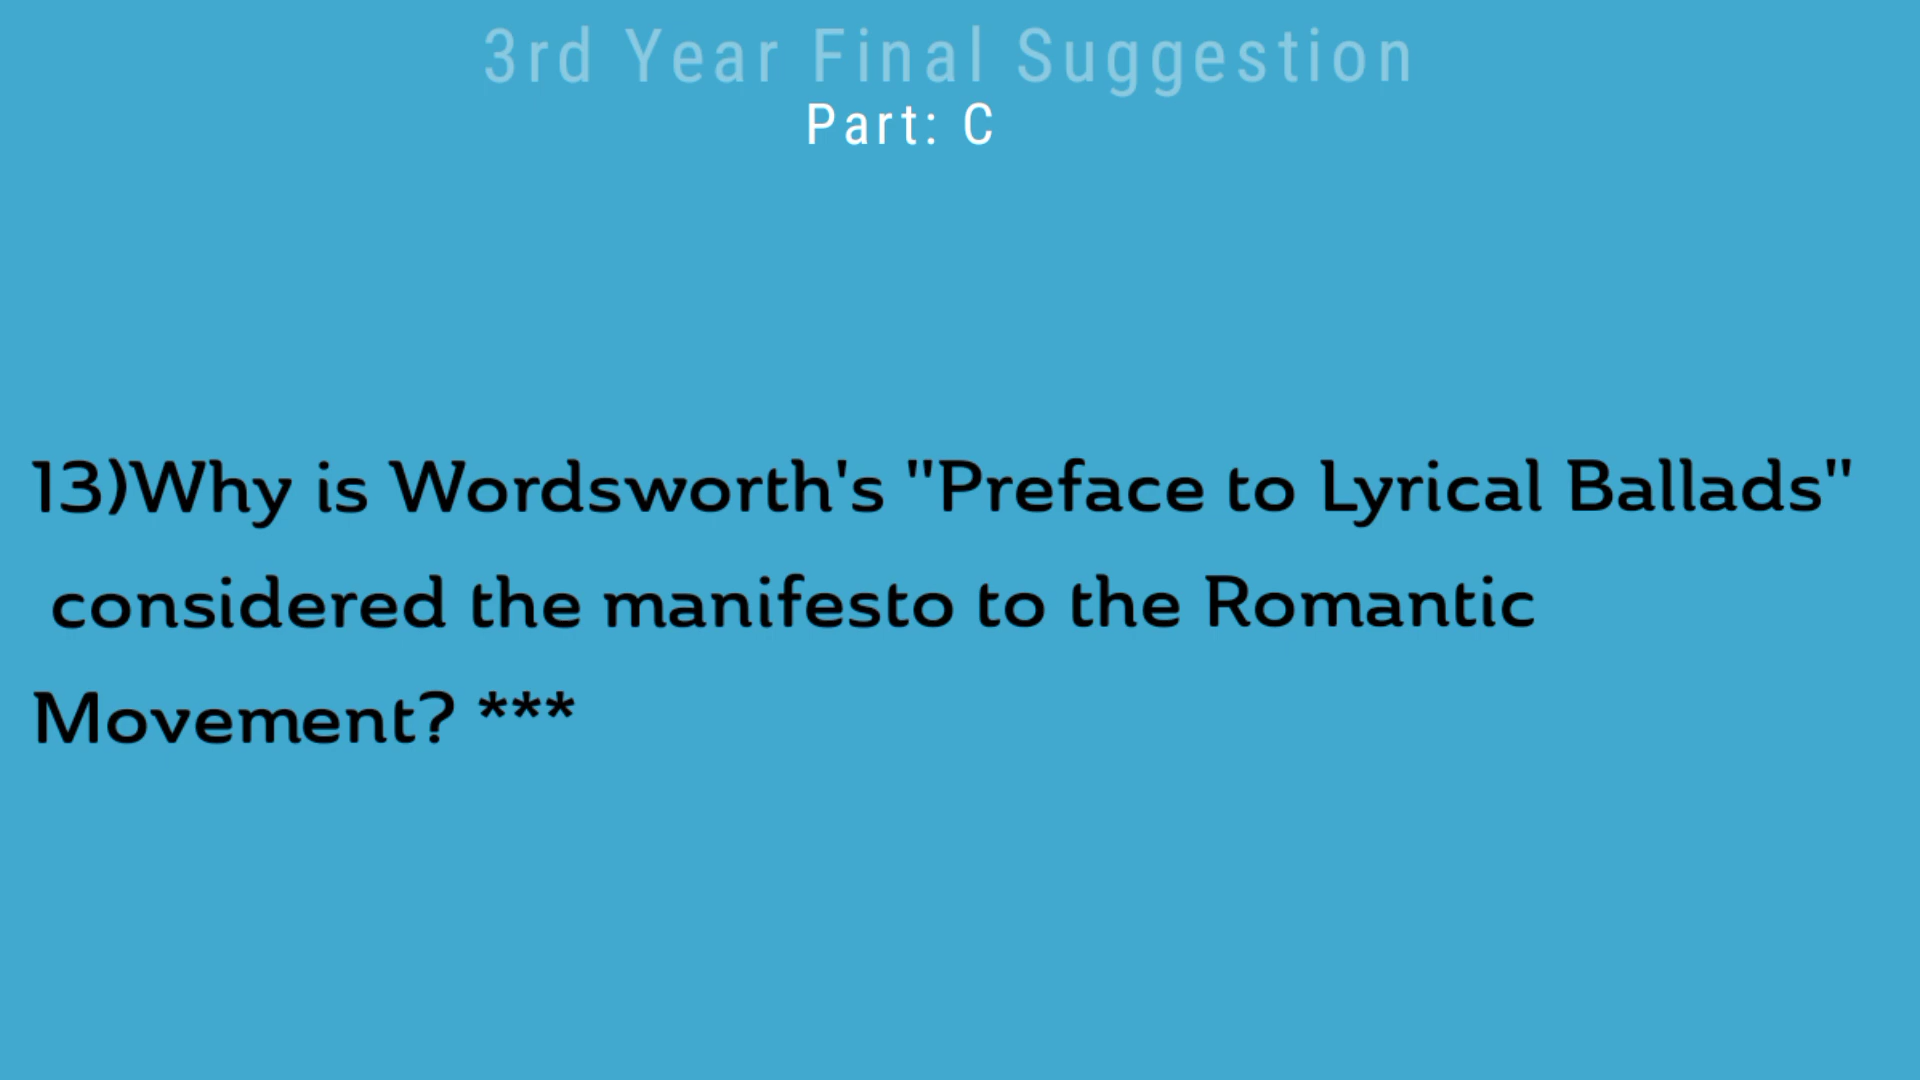 3rd Year Final Suggestion
Part: C
13)Why is Wordsworth's "Preface to Lyrical Ballads"
considered the manifesto to the Romantic
Movement? ***